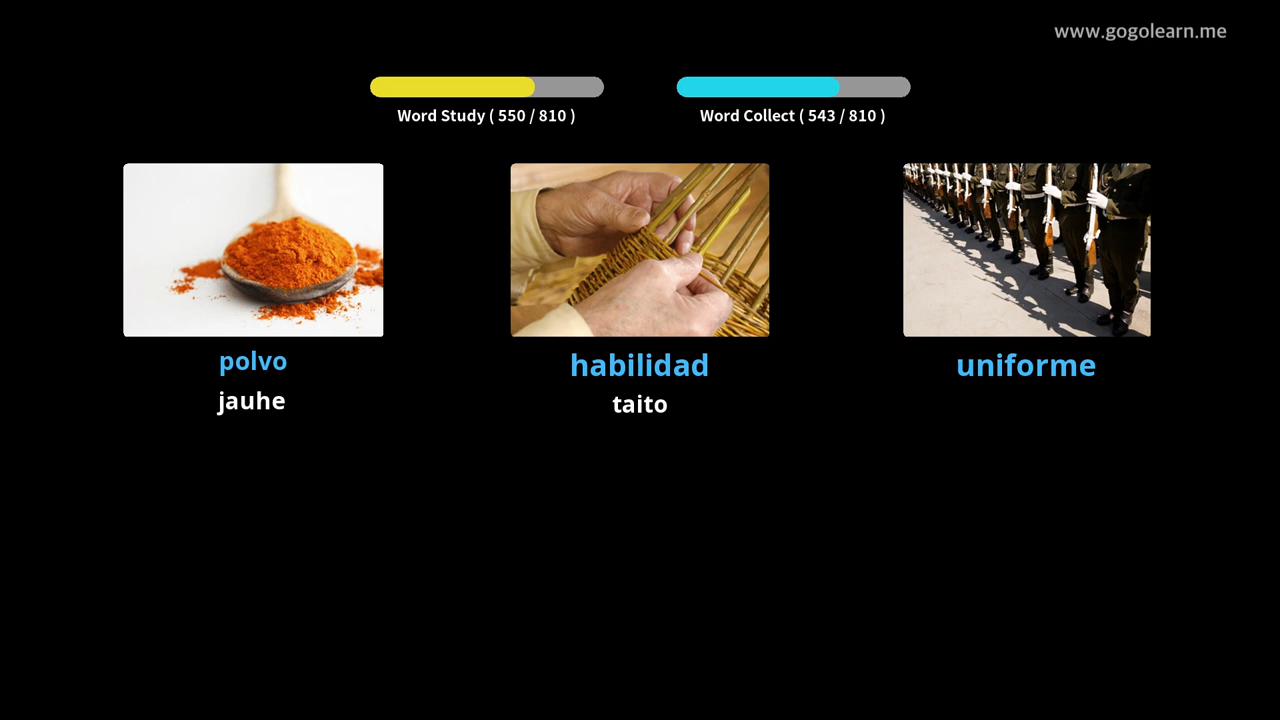 www.gogolearn.me
Word Study ( 550 / 810 )
Word Collect ( 543 / 810 )
polvo
jauhe
habilidad
taito
uniforme